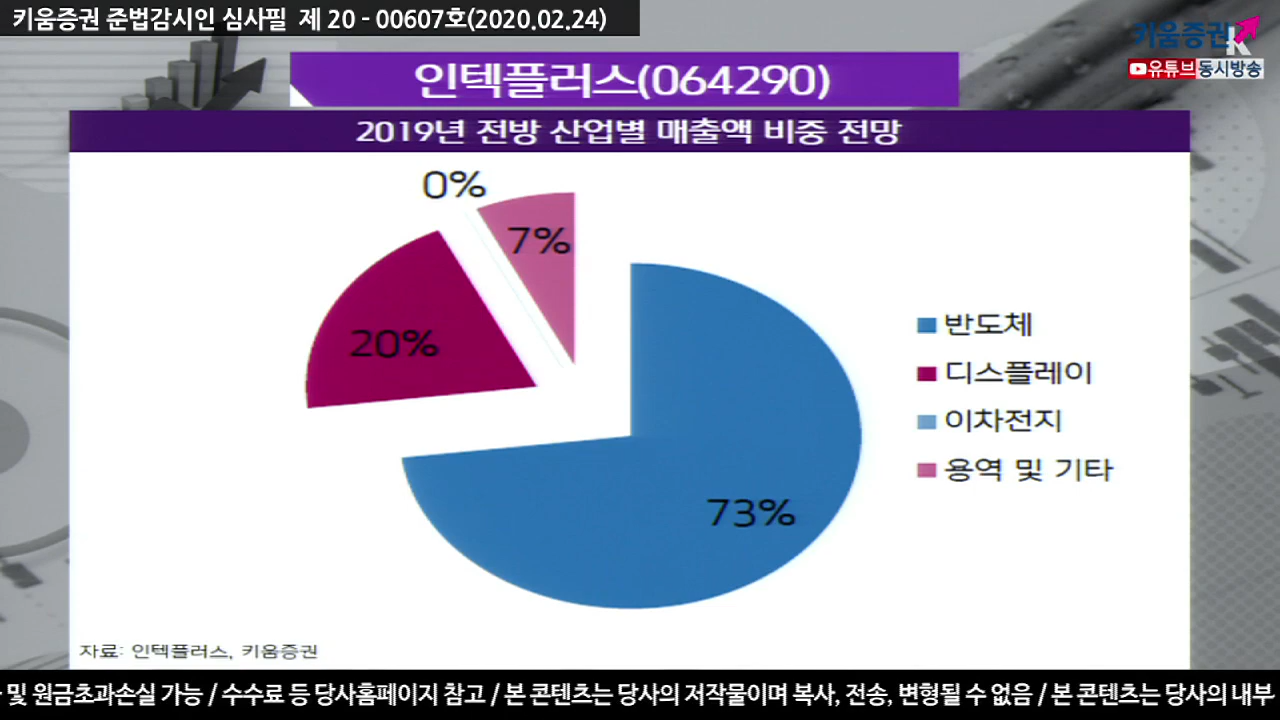 키움증권 준법감시인 심사필 제 20 - 00607호(2020.02.24)
키움증권
유튜브 동시방송
인텍플러스(064290)
2019년 전방 산업별 매출액 비중 전망
0%
7%
20%
73%
반도체
디스플레이
이차전지
용역 및 기타
자료: 인텍플러스, 키움증권
및 원금초과손실 가능 / 수수료 등 당사홈페이지 참고 / 본 콘텐츠는 당사의 저작물이며 복사, 전송, 변형될 수 없음 / 본 콘텐츠는 당사의 내부